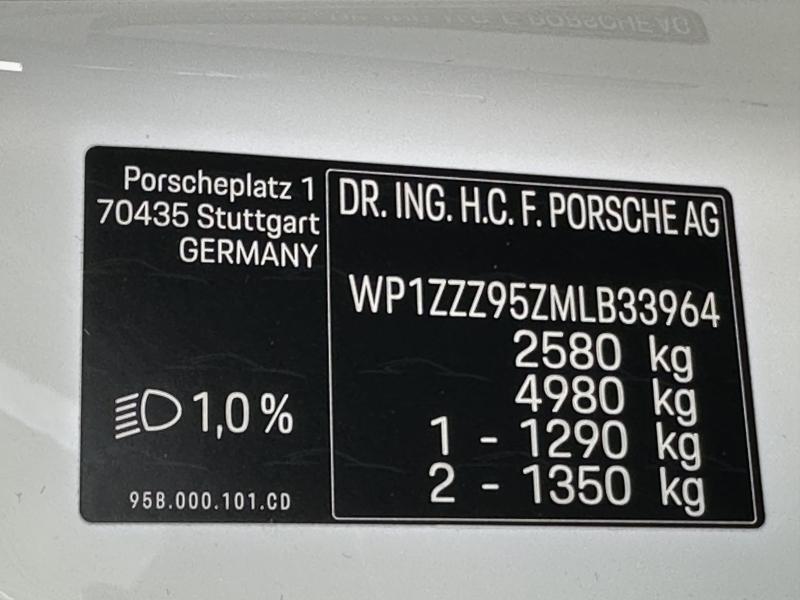 Porscheplatz 1
70435 Stuttgart
GERMANY
1,0 %
95B.000.101.CD
DR. ING. H.C. F. PORSCHE AG
WP1ZZZ95ZMLB33964
2580 kg
4980 kg
1 - 1290 kg
2 - 1350 kg